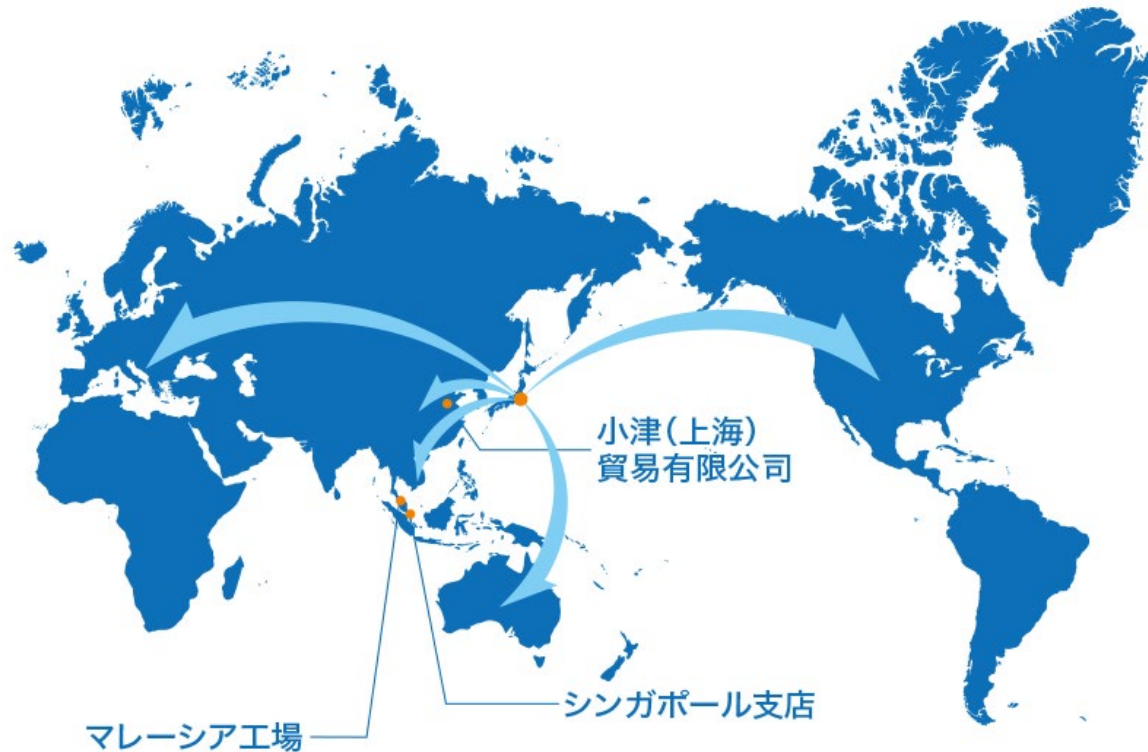 小津（上海）
貿易有限公司
シンガポール支店
マレーシア工場